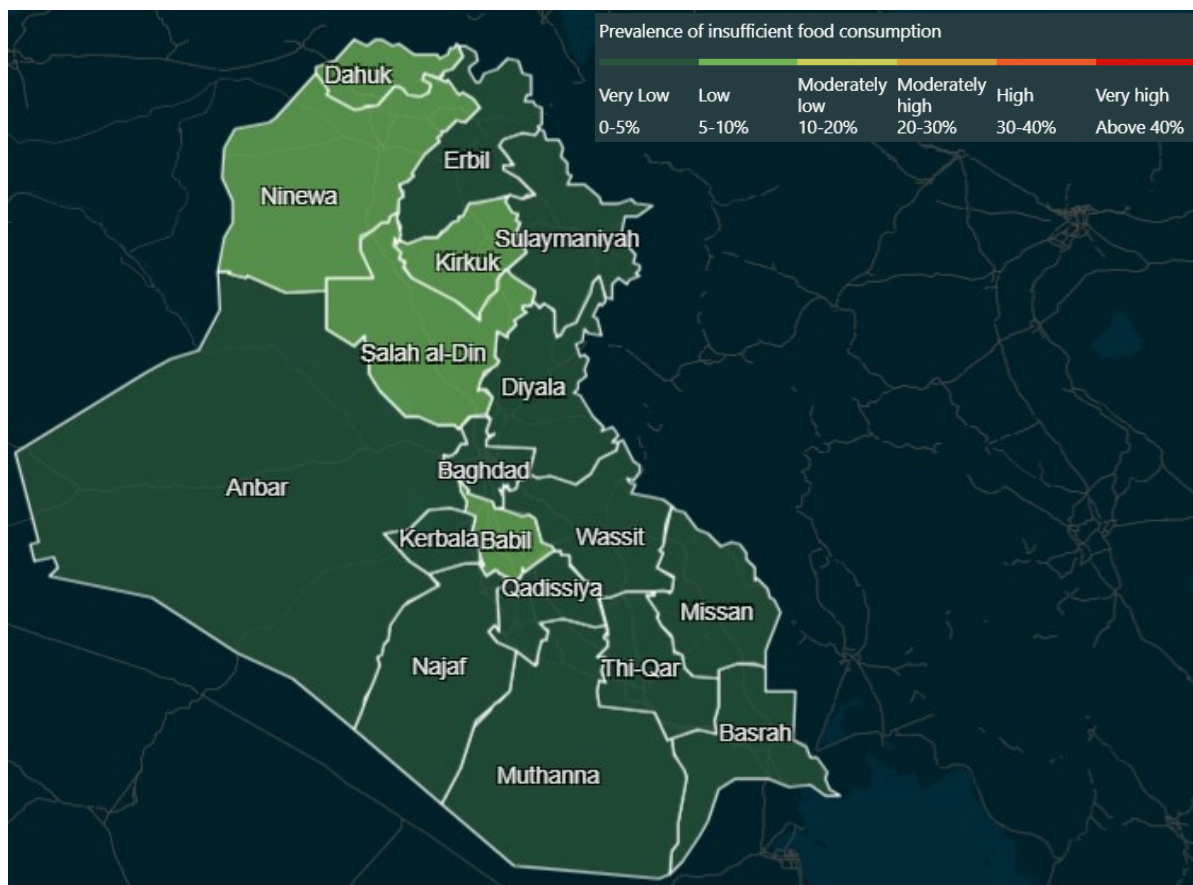 Prevalence of insufficient food consumption
Very Low
0-5%
Low
5-10%
Moderately
low
10-20%
Moderately
high
20-30%
High
30-40%
Very high
Above 40%
Dahuk
Erbil
Ninewa
Sulaymaniyah
Kirkuk
Salah al-Din
Diyala
Baghdad
Anbar
Kerbala
Babil
Wassit
Qadissiya
Missan
Najaf
Thi-Qar
Basrah
Muthanna